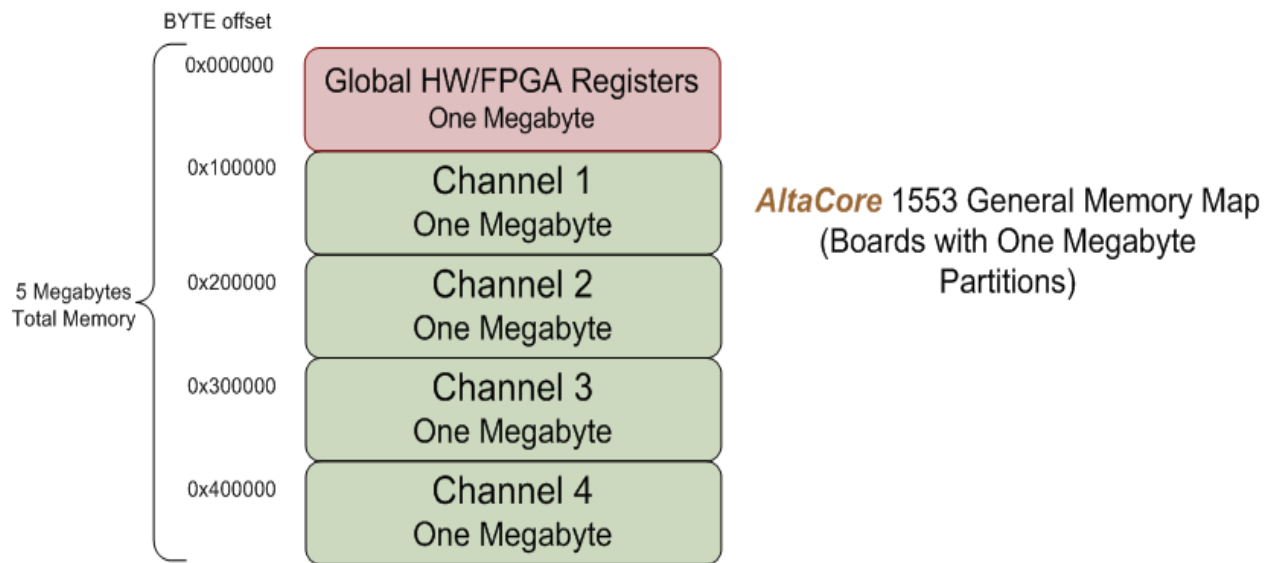 BYTE offset
0x000000
Global HW/FPGA Registers
One Megabyte
0x100000
Channel 1
One Megabyte
AltaCore 1553 General Memory Map
(Boards with One Megabyte
Partitions)
5 Megabytes
Total Memory
0x200000
Channel 2
One Megabyte
0x300000
Channel 3
One Megabyte
0x400000
Channel 4
One Megabyte